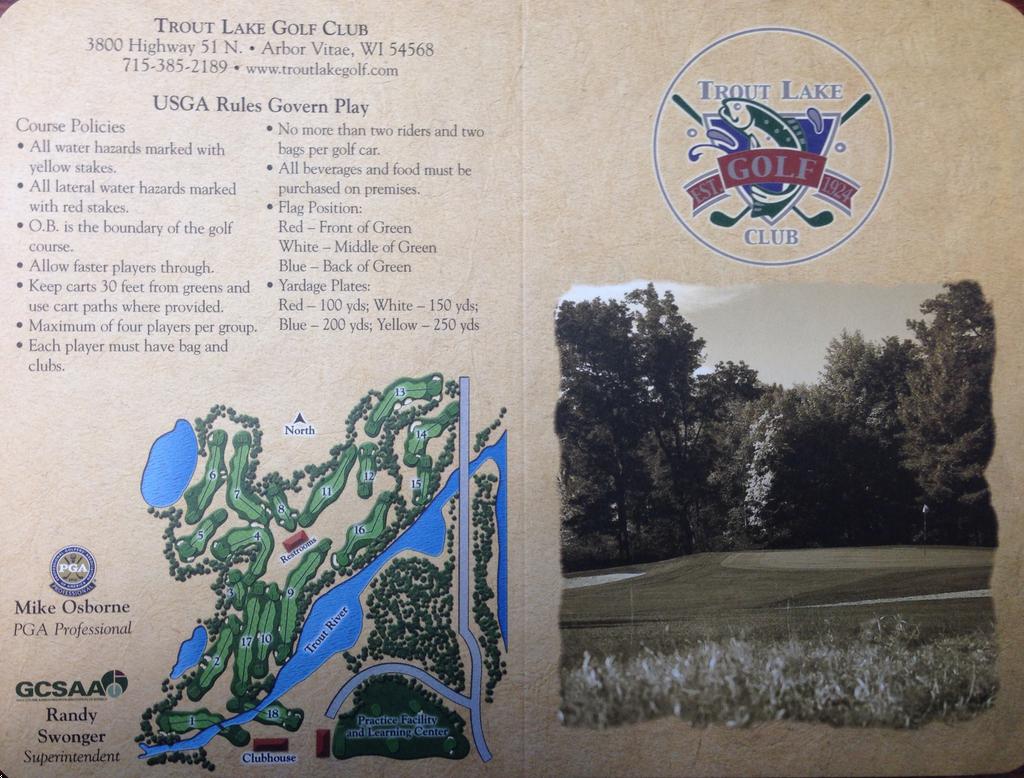 TROUT LAKE GOLF CLUB
3800 Highway 51 N. • Arbor Vitae, WI 54568
715-385-2189 • www.troutlakegolf.com
USGA Rules Govern Play
Course Policies
• All water hazards marked with
yellow stakes.
• All lateral water hazards marked
with red stakes.
• O.B. is the boundary of the golf
course.
• Allow faster players through.
• Keep carts 30 feet from greens and
use cart paths where provided.
• Maximum of four players per group.
• Each player must have bag and
clubs.
• No more than two riders and two
bags per golf car.
• All beverages and food must be
purchased on premises.
• Flag Position:
Red – Front of Green
White – Middle of Green
Blue – Back of Green
• Yardage Plates:
Red – 100 yds; White – 150 yds;
Blue – 200 yds; Yellow – 250 yds
North
13
14
15
12
11
16
6
7
8
5
4
Restrooms
3
9
17
10
2
Trout River
1
18
Clubhouse
Practice Facility
and Learning Center
PGA
PROFESSIONAL
Mike Osborne
PGA Professional
GCSAA
Randy
Swonger
Superintendent
TROUT LAKE
GOLF
EST. 1924
CLUB